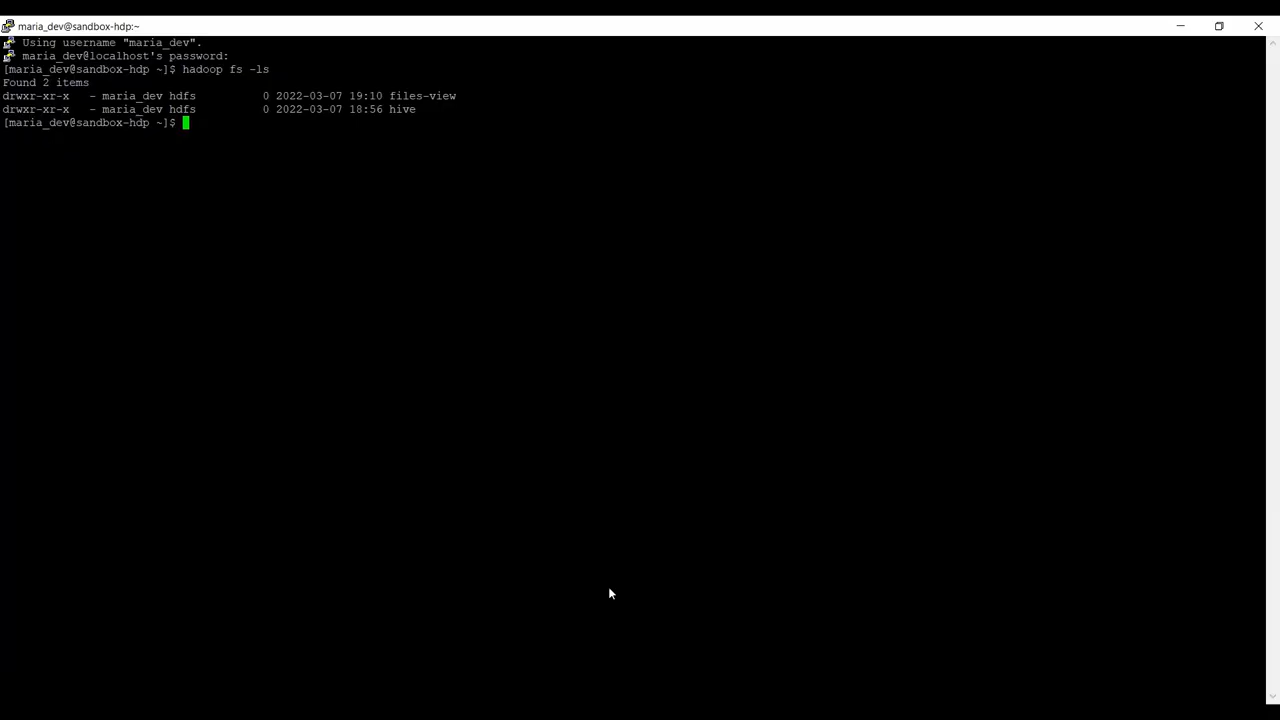 maria_dev@sandbox-hdp:~
Using username "maria_dev".
maria_dev@localhost's password:
[maria_dev@sandbox-hdp ~]$ hadoop fs -ls
Found 2 items
drwxr-xr-x   - maria_dev hdfs          0 2022-03-07 19:10 files-view
drwxr-xr-x   - maria_dev hdfs          0 2022-03-07 18:56 hive
[maria_dev@sandbox-hdp ~]$